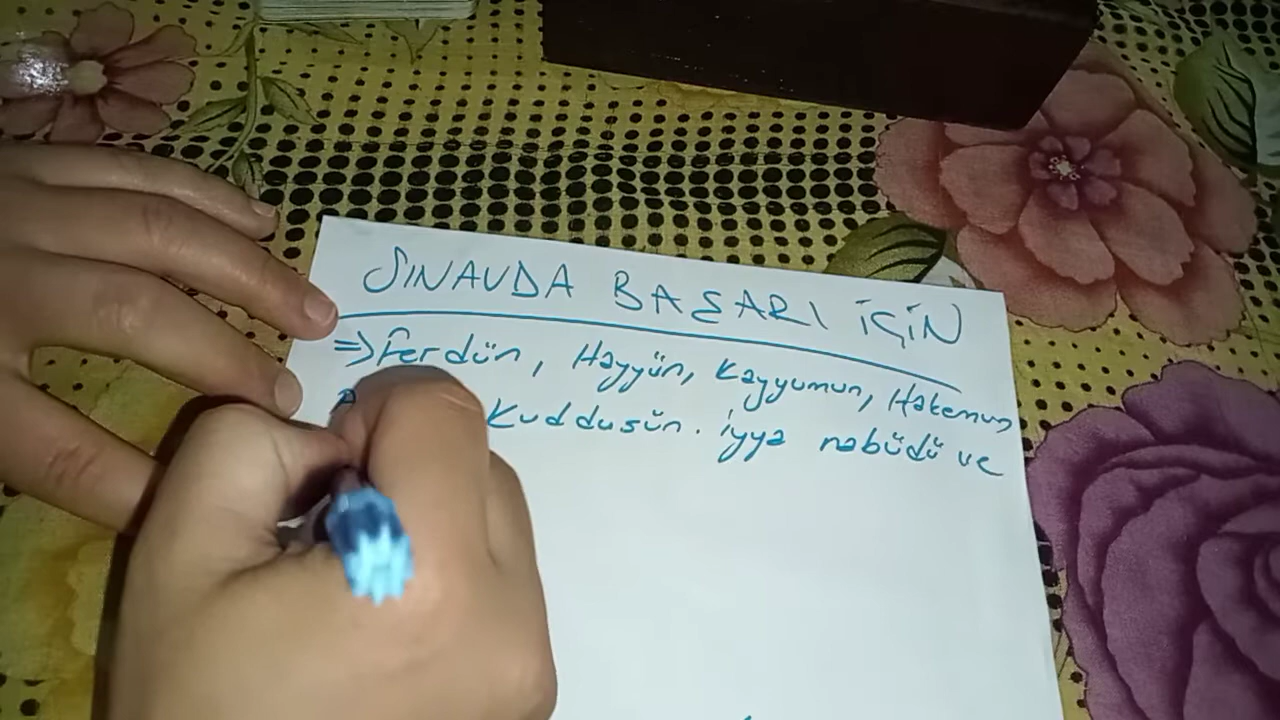 SINAVDA BAŞARI İÇİN
=> Ferdün, Hayyün, Kayyumun, Hakemun
Kuddusün. İyya nabüdü ve